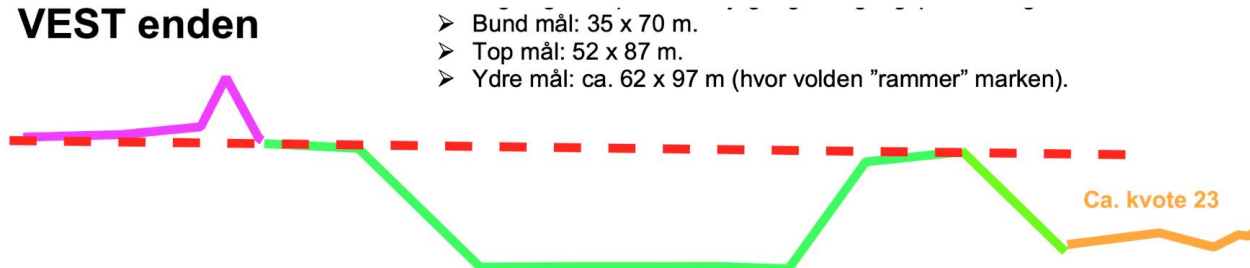 VEST enden
➢ Bund mål: 35 x 70 m.
➢ Top mål: 52 x 87 m.
➢ Ydre mål: ca. 62 x 97 m (hvor volden ”rammer” marken).
Ca. kvote 23